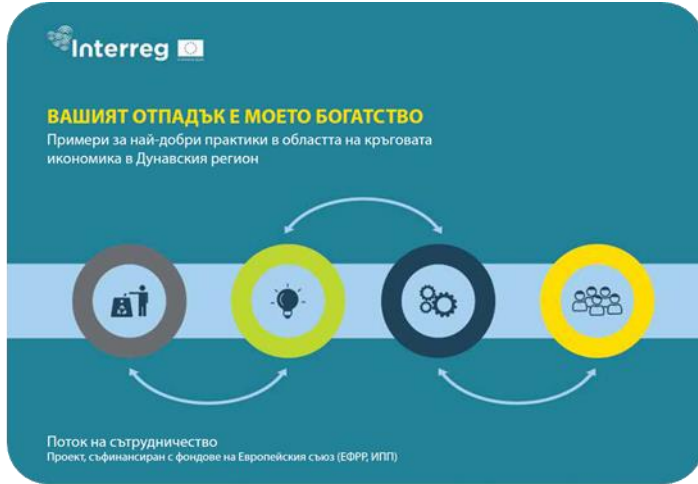 Interreg
ВАШИЯТ ОТПАДЪК Е МОЕТО БОГАТСТВО
Примери за най-добри практики в областта на кръговата
икономика в Дунавския регион
Поток на сътрудничество
Проект, съфинансиран с фондове на Европейския съюз (ЕФРР, ИПП)